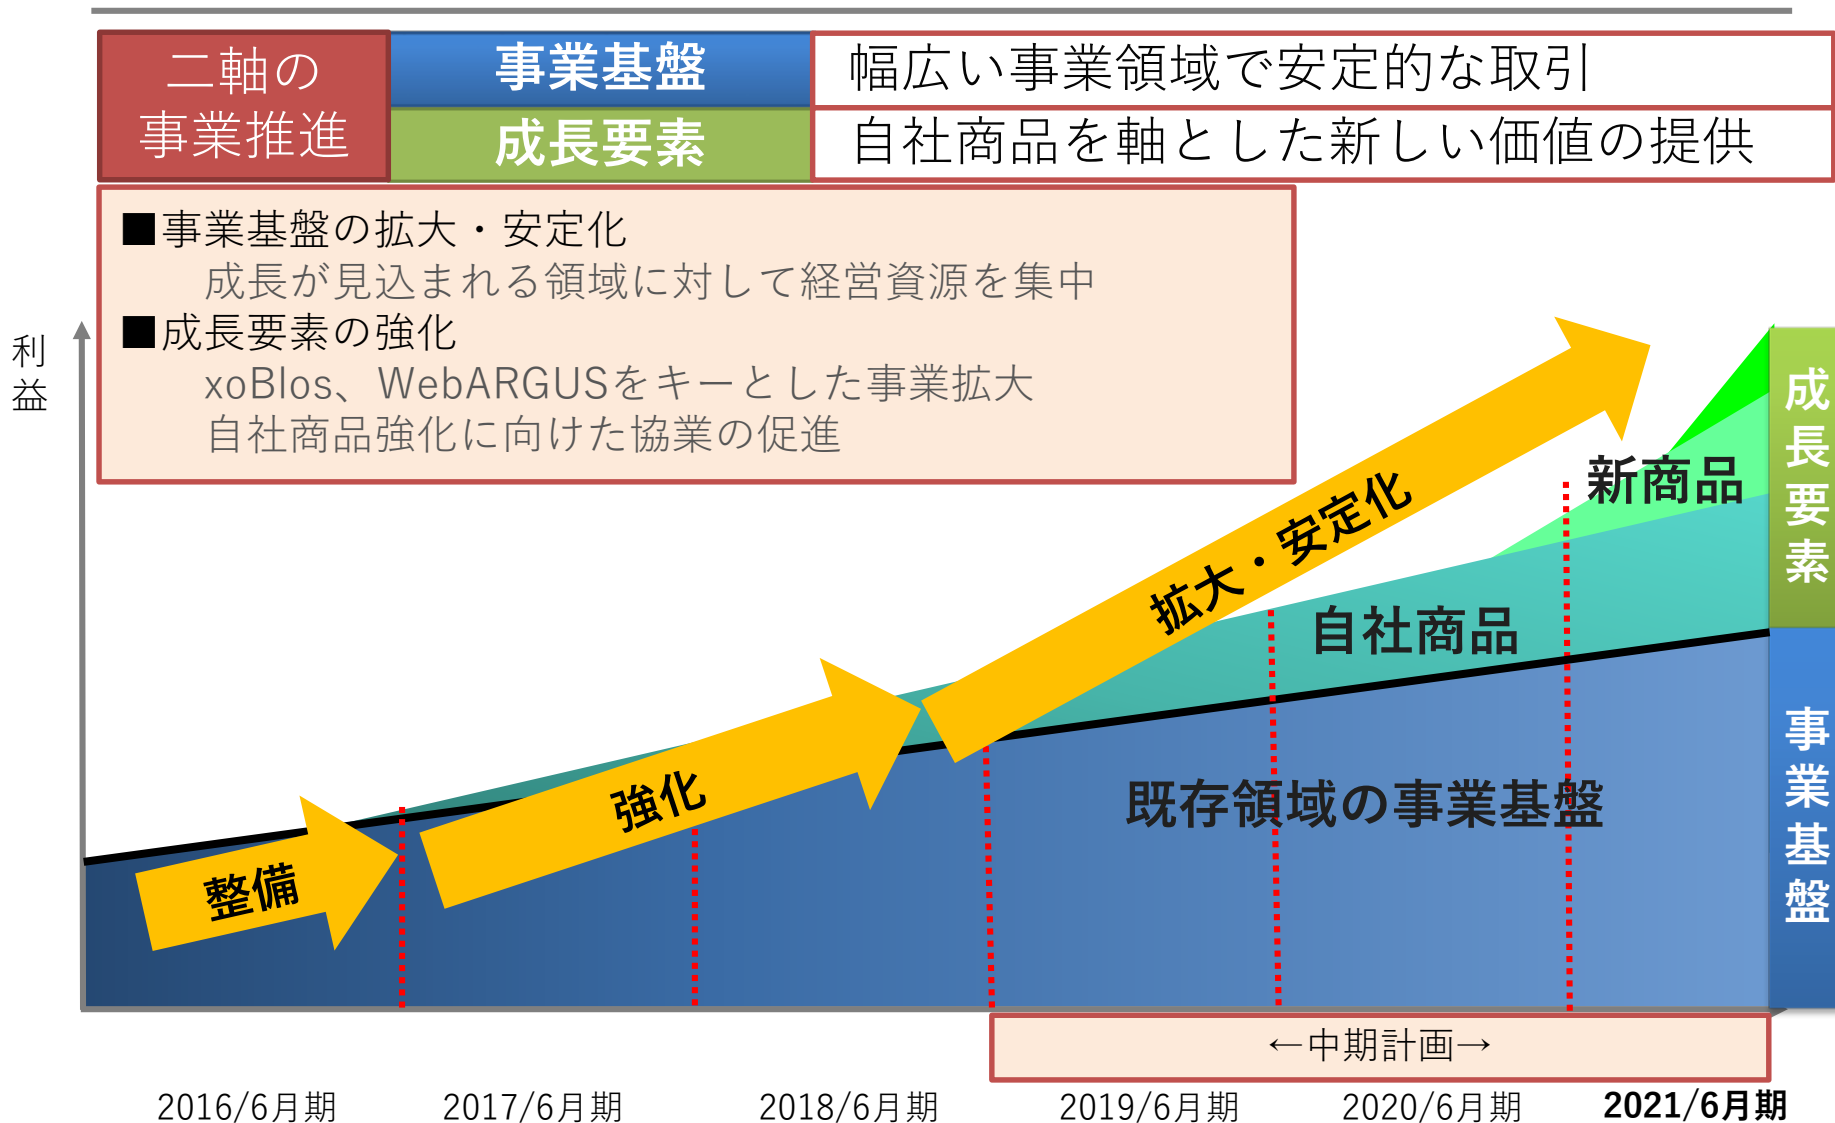 二軸の
事業推進
事業基盤
幅広い事業領域で安定的な取引
成長要素
自社商品を軸とした新しい価値の提供
■事業基盤の拡大・安定化
成長が見込まれる領域に対して経営資源を集中
■成長要素の強化
xoBlos、WebARGUSをキーとした事業拡大
自社商品強化に向けた協業の促進
利益
成長要素
新商品
拡大・安定化
自社商品
事業基盤
強化
既存領域の事業基盤
整備
←中期計画→
2016/6月期
2017/6月期
2018/6月期
2019/6月期
2020/6月期
2021/6月期